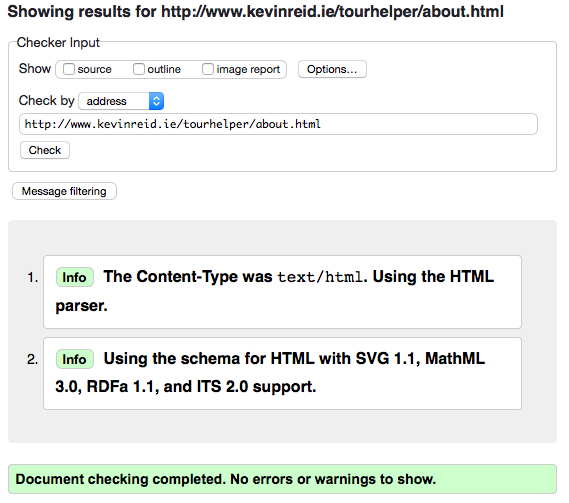 Showing results for http://www.kevinreid.ie/tourhelper/about.html
Checker Input
Show source outline image report Options...
Check by address
http://www.kevinreid.ie/tourhelper/about.html
Check
Message filtering
1. Info The Content-Type was text/html. Using the HTML
parser.
2. Info Using the schema for HTML with SVG 1.1, MathML
3.0, RDFa 1.1, and ITS 2.0 support.
Document checking completed. No errors or warnings to show.